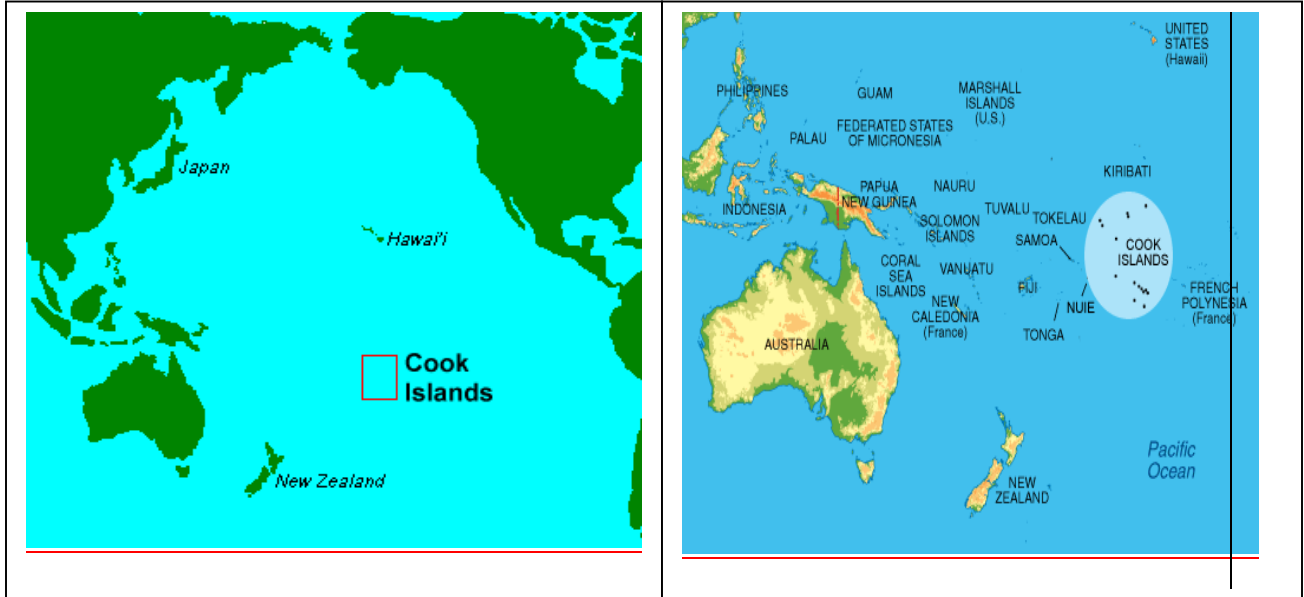 Japan
Hawai'i
Cook
Islands
New Zealand
UNITED
STATES
(Hawaii)
PHILIPPINES
GUAM
MARSHALL
ISLANDS
(U.S.)
PALAU
FEDERATED STATES
OF MICRONESIA
KIRIBATI
INDONESIA
PAPUA
NEW GUINEA
NAURU
SOLOMON
ISLANDS
TUVALU
TOKELAU
SAMOA
COOK
ISLANDS
CORAL
SEA
ISLANDS
VANUATU
FIJI
NUIE
FRENCH
POLYNESIA
(France)
NEW
CALEDONIA
(France)
TONGA
AUSTRALIA
Pacific
Ocean
NEW
ZEALAND